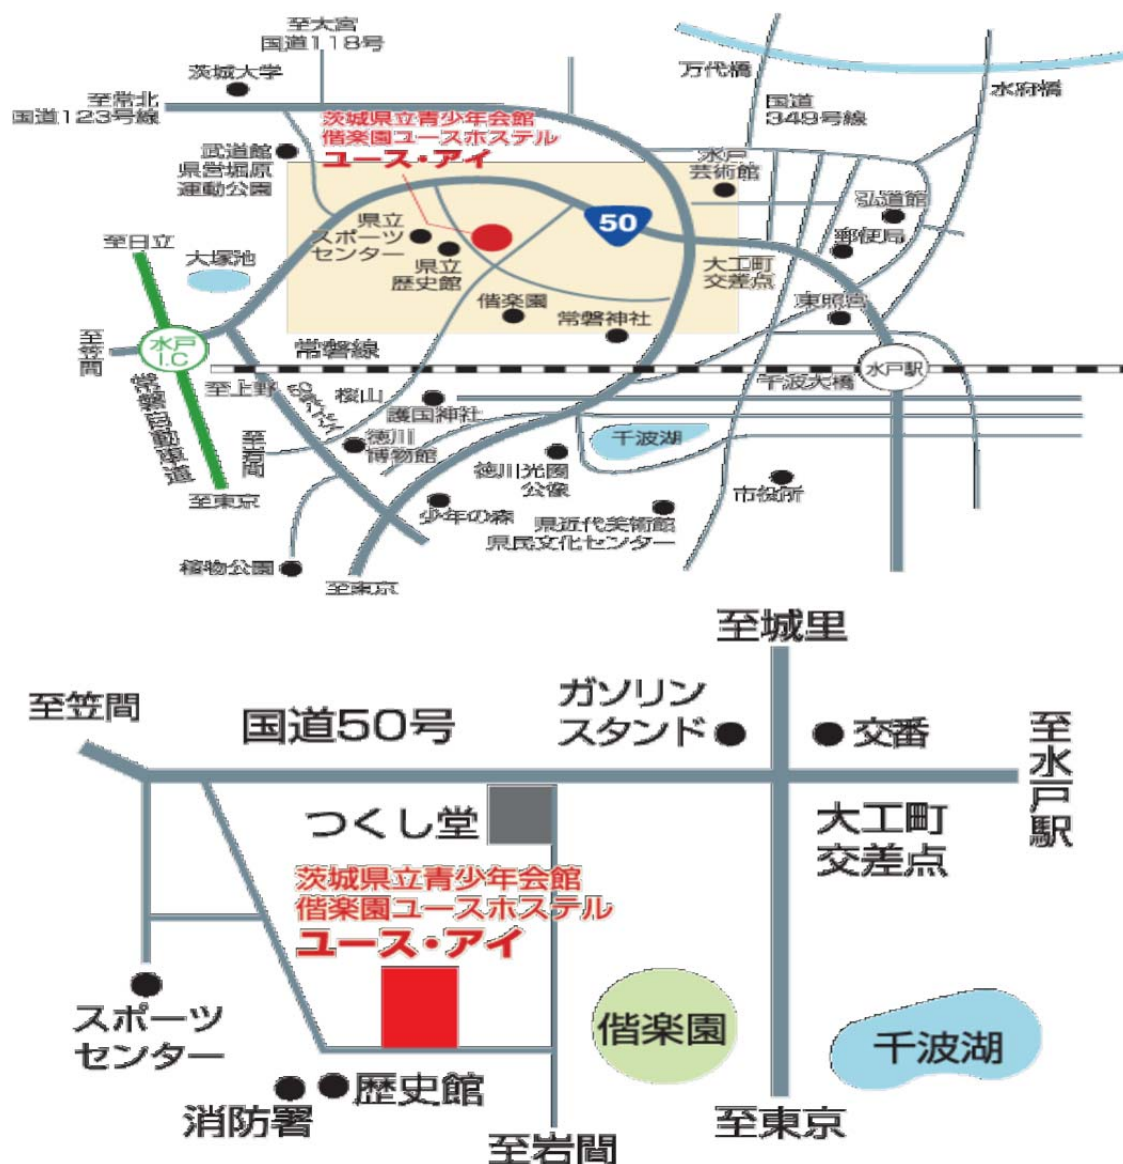 至大宮
国道118号
茨城大学
至常北
国道123号線
茨城県立青少年会館
偕楽園ユースホステル
ユース・アイ
万代橋
水府橋
国道
349号線
武道館
県営堀原
運動公園
水戸
芸術館
弘道館
50
県立
スポーツ
センター
郵便局
至日立
大塚池
県立
歴史館
大工町
交差点
偕楽園
東照宮
常磐神社
至
笠
間
水戸
I.C
常磐線
至上野
桜山
千波大橋
水戸駅
護国神社
常磐自動車道
至
岩
間
徳川
博物館
千波湖
徳川光圀
公像
至東京
市役所
少年の森
県近代美術館
県民文化センター
植物公園
至東京
至城里
至笠間
国道50号
ガソリン
スタンド
交番
至水戸駅
つくし堂
大工町
交差点
茨城県立青少年会館
偕楽園ユースホステル
ユース・アイ
スポーツ
センター
偕楽園
千波湖
歴史館
消防署
至東京
至岩間